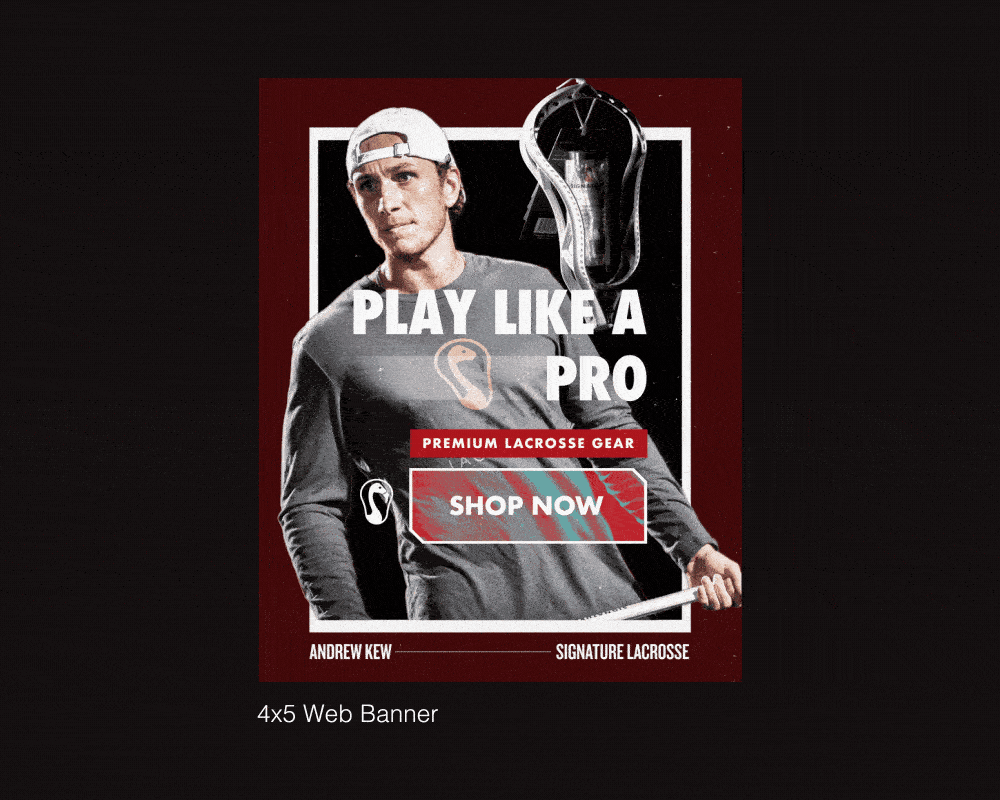 PLAY LIKE A
PRO
PREMIUM LACROSSE GEAR
SHOP NOW
ANDREW KEW
SIGNATURE LACROSSE
4x5 Web Banner